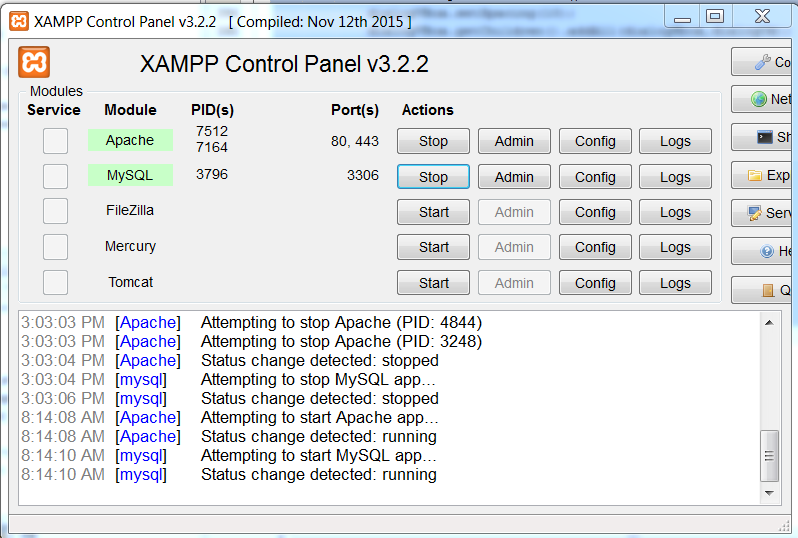 XAMPP Control Panel v3.2.2 [ Compiled: Nov 12th 2015 ]
XAMPP Control Panel v3.2.2
Modules
Service Module PID(s) Port(s) Actions
Apache 7512 7164 80, 443 Stop Admin Config Logs
MySQL 3796 3306 Stop Admin Config Logs
FileZilla Start Admin Config Logs
Mercury Start Admin Config Logs
Tomcat Start Admin Config Logs
Co
Net
Sh
Exp
Serv
He
Q
3:03:03 PM [Apache] Attempting to stop Apache (PID: 4844)
3:03:03 PM [Apache] Attempting to stop Apache (PID: 3248)
3:03:04 PM [Apache] Status change detected: stopped
3:03:04 PM [mysql] Attempting to stop MySQL app...
3:03:06 PM [mysql] Status change detected: stopped
8:14:08 AM [Apache] Attempting to start Apache app...
8:14:08 AM [Apache] Status change detected: running
8:14:10 AM [mysql] Attempting to start MySQL app...
8:14:10 AM [mysql] Status change detected: running